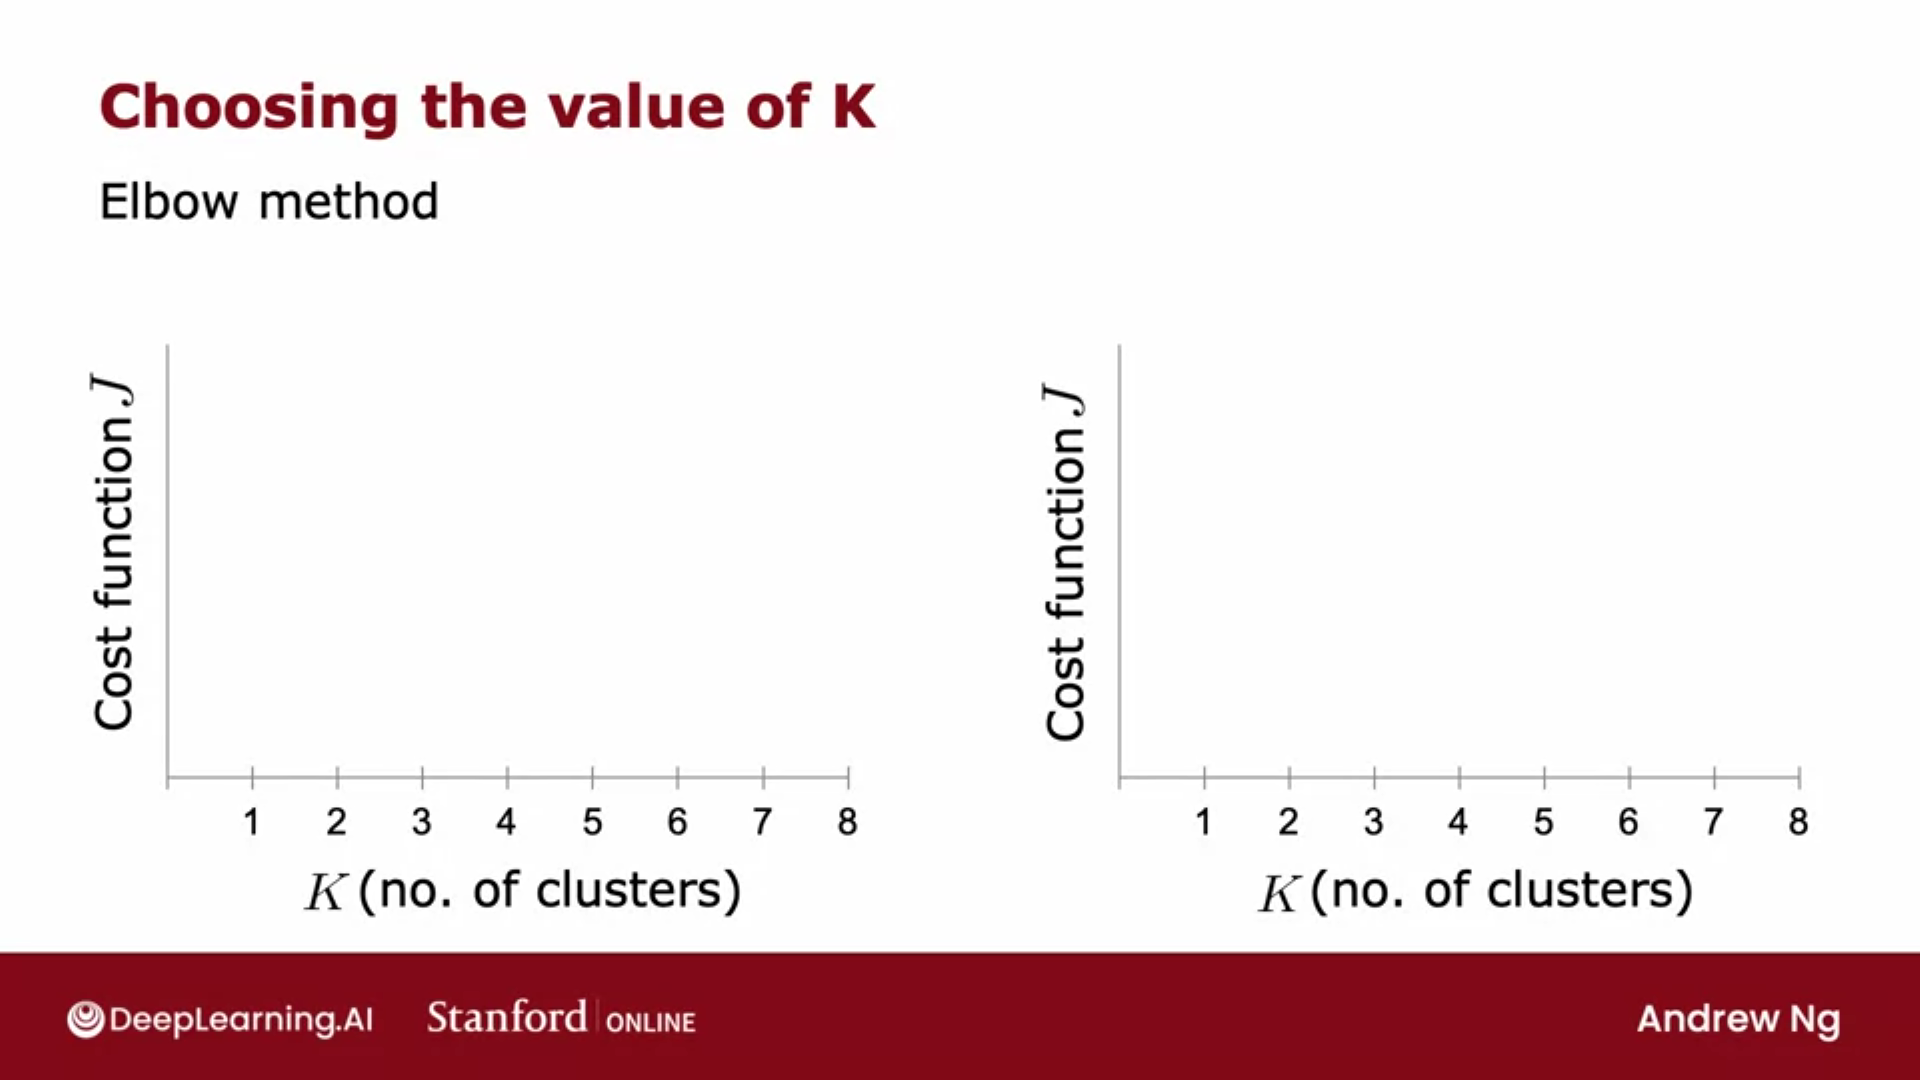 Choosing the value of K
Elbow method
Cost function J
1 2 3 4 5 6 7 8
K (no. of clusters)
Cost function J
1 2 3 4 5 6 7 8
K (no. of clusters)
DeepLearning.AI Stanford ONLINE Andrew Ng